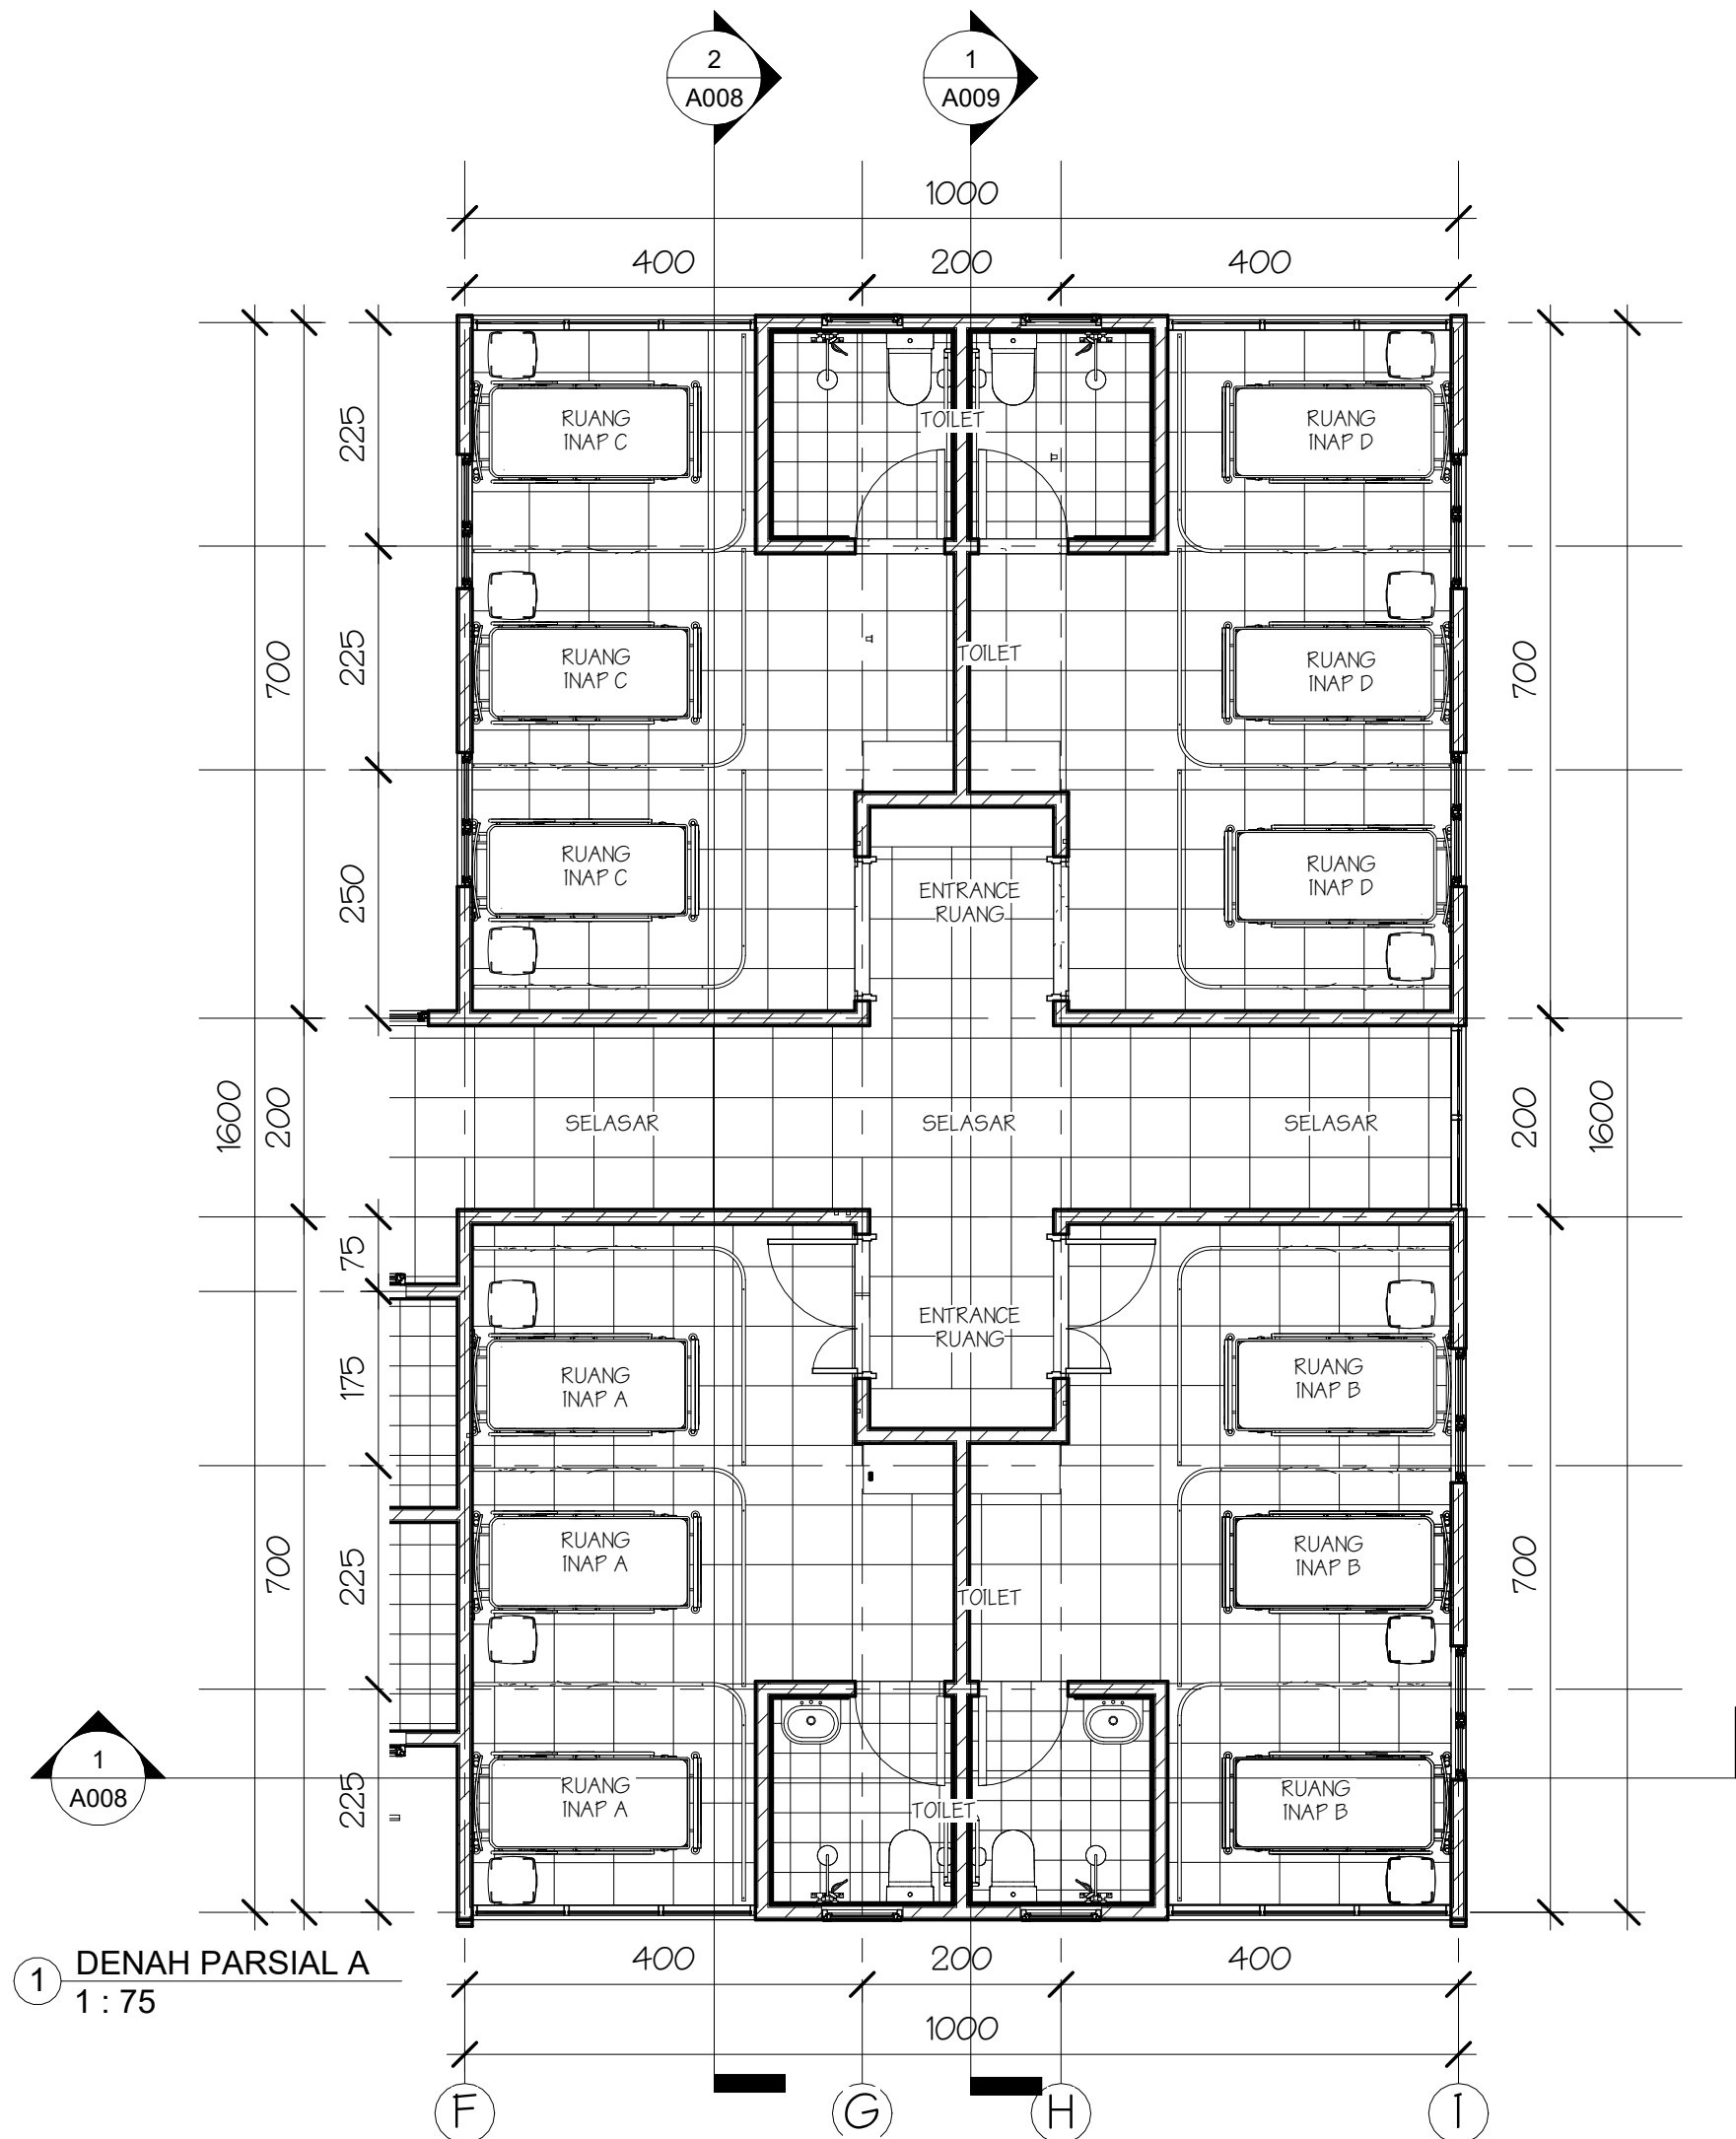 2
A008
1
A009
1000
400
200
400
225
225
250
700
200
1600
75
175
225
225
700
700
200
1600
700
RUANG
INAP C
TOILET
RUANG
INAP D
RUANG
INAP C
TOILET
RUANG
INAP D
RUANG
INAP C
ENTRANCE
RUANG
RUANG
INAP D
SELASAR
SELASAR
SELASAR
ENTRANCE
RUANG
RUANG
INAP A
RUANG
INAP B
RUANG
INAP A
TOILET
RUANG
INAP B
RUANG
INAP A
TOILET
RUANG
INAP B
1
A008
1
DENAH PARSIAL A
1 : 75
400
200
400
1000
F
G
H
I